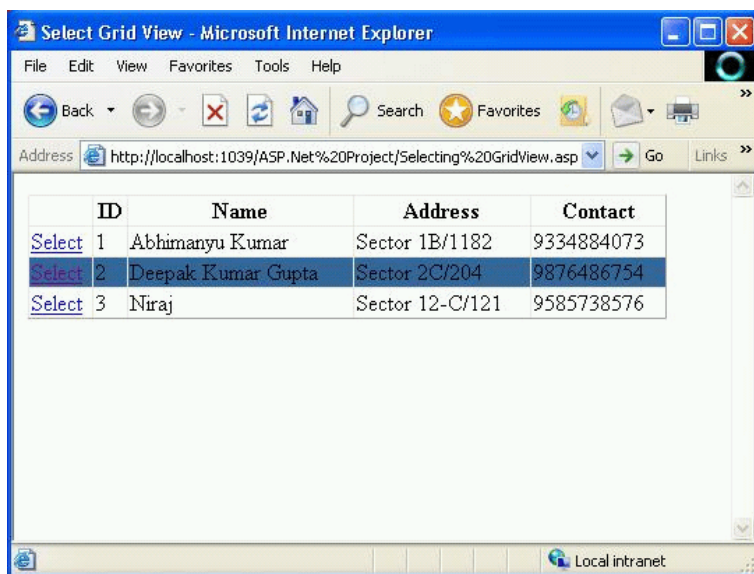 Select Grid View - Microsoft Internet Explorer
File Edit View Favorites Tools Help
Back Search Favorites »
Address http://localhost:1039/ASP.Net%20Project/Selecting%20GridView.asp Go Links »
ID Name Address Contact
Select 1 Abhimanyu Kumar Sector 1B/1182 9334884073
Select 2 Deepak Kumar Gupta Sector 2C/204 9876486754
Select 3 Niraj Sector 12-C/121 9585738576
Local intranet